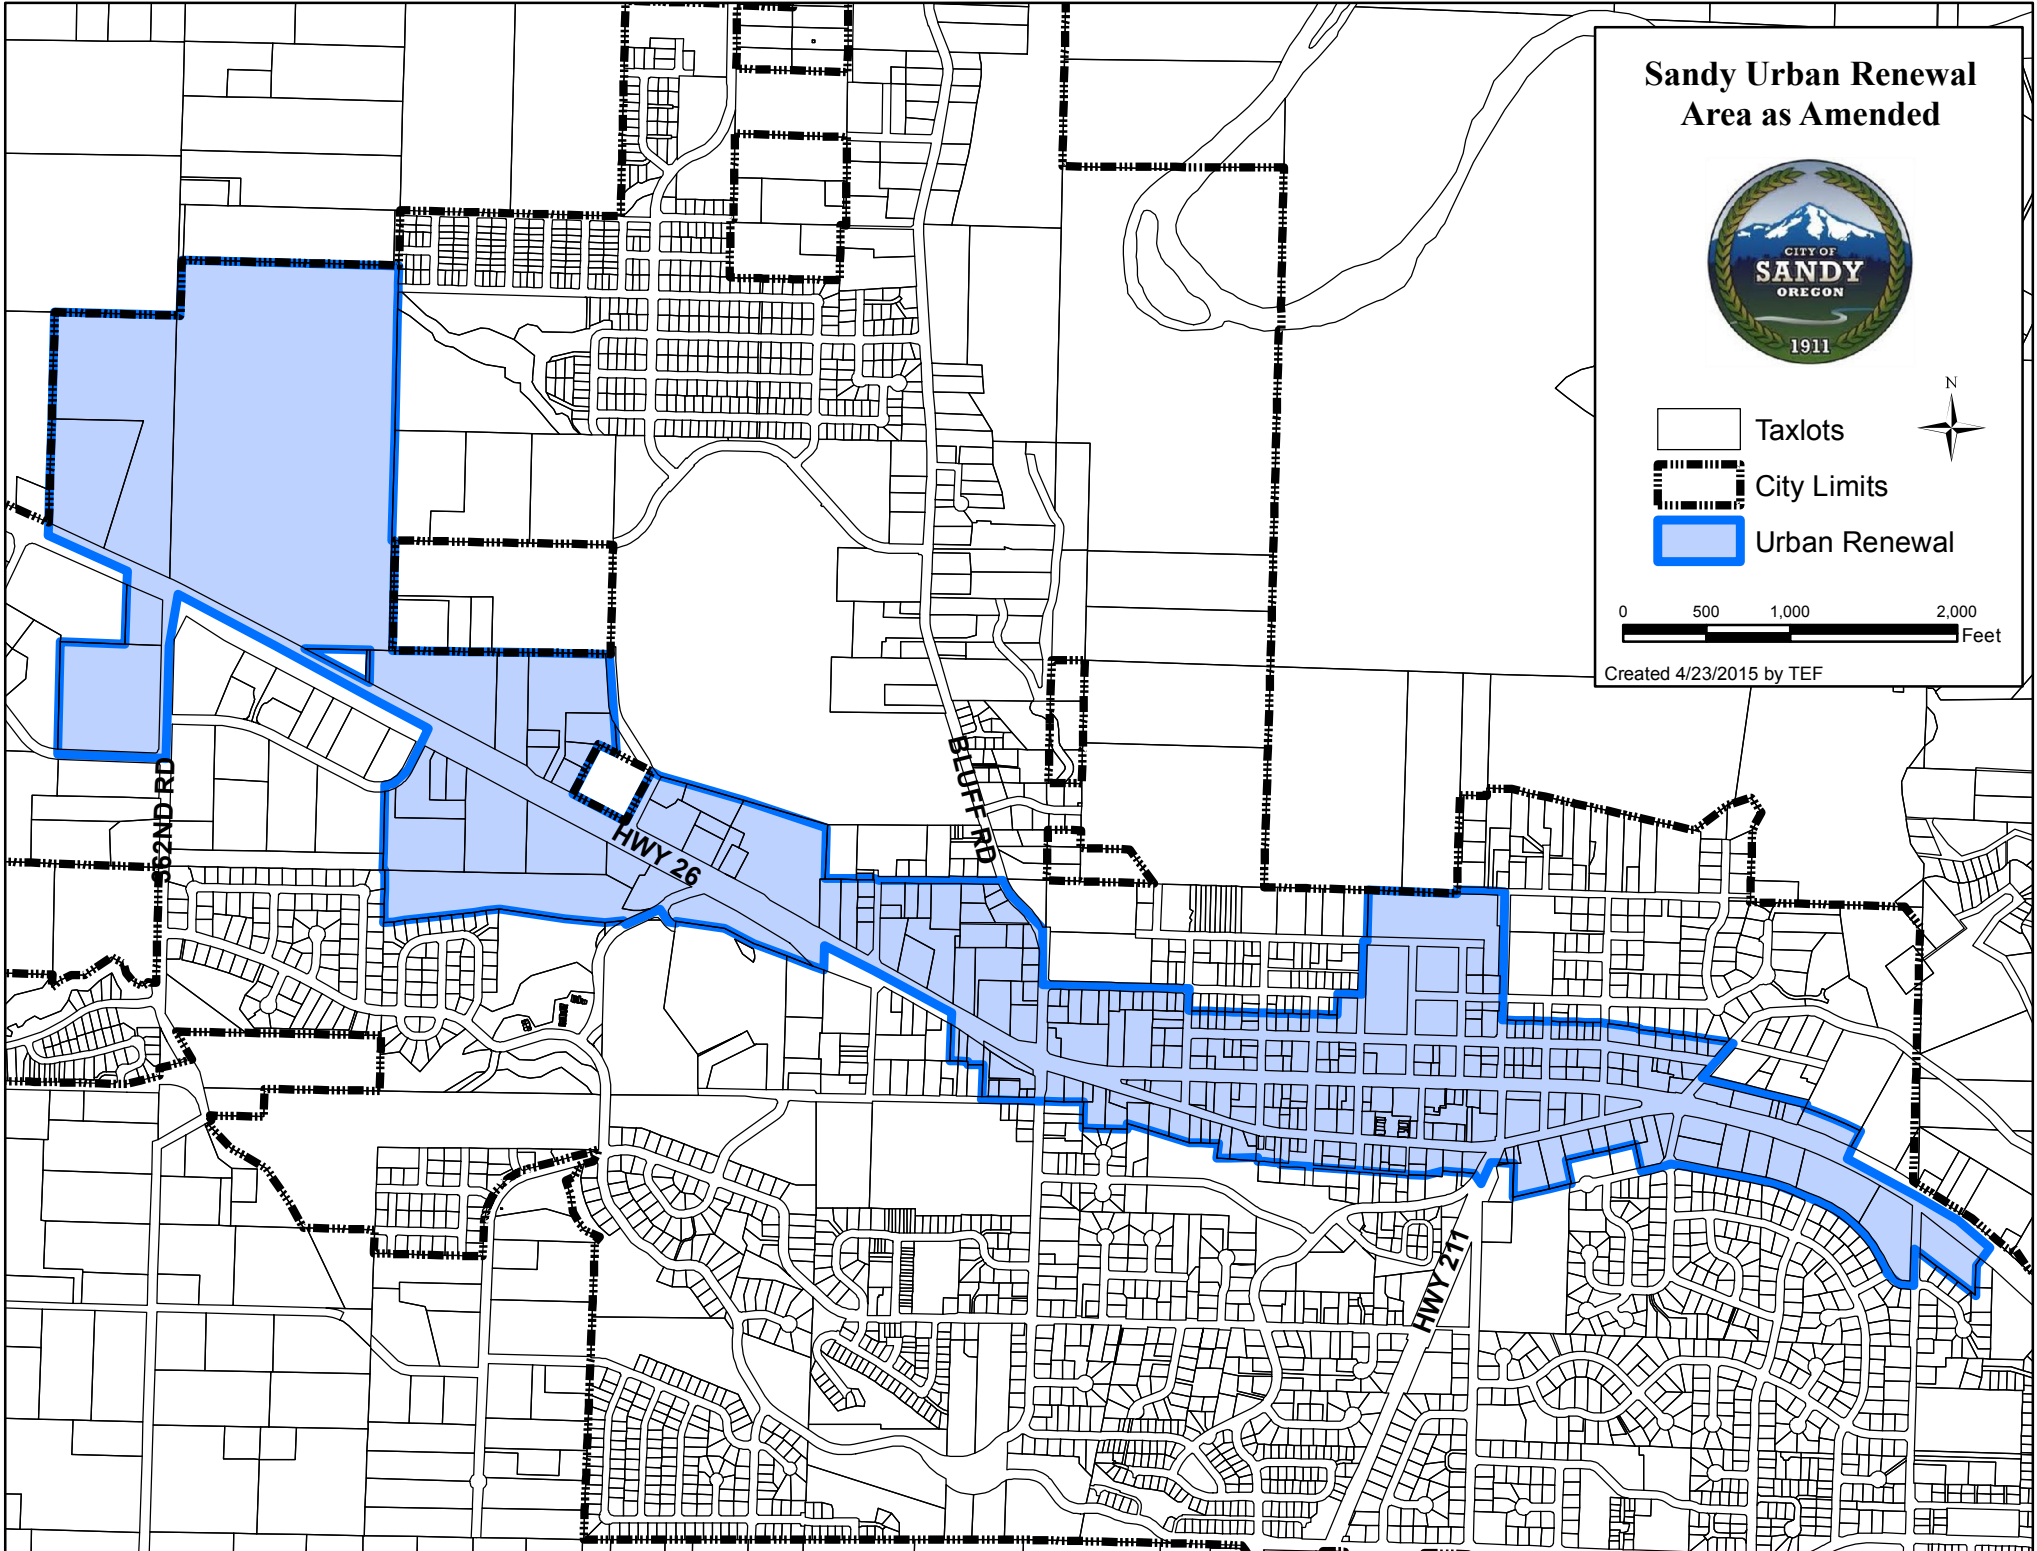 Sandy Urban Renewal
Area as Amended
CITY OF
SANDY
OREGON
1911
N
Taxlots
City Limits
Urban Renewal
0 500 1,000 2,000
Feet
Created 4/23/2015 by TEF
362ND RD
HWY 26
BLUFF RD
HWY 211